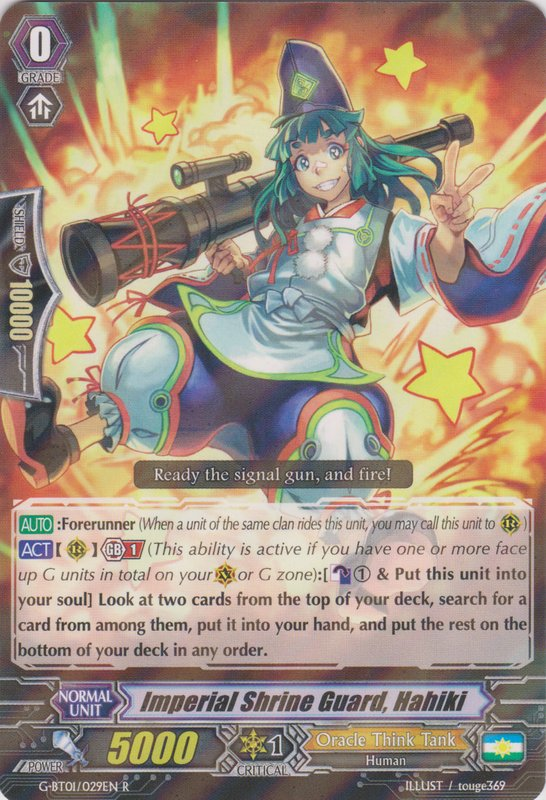 0
GRADE
SHIELD
10000
Ready the signal gun, and fire!
AUTO :Forerunner (When a unit of the same clan rides this unit, you may call this unit to Ⓡ )
ACT【 Ⓡ 】GB 1 (This ability is active if you have one or more face
up G units in total on your Ⓥ or G zone):[ ① & Put this unit into
your soul] Look at two cards from the top of your deck, search for a
card from among them, put it into your hand, and put the rest on the
bottom of your deck in any order.
NORMAL
UNIT
Imperial Shrine Guard, Hahiki
POWER
5000
1
CRITICAL
Oracle Think Tank
Human
G-BT01/029EN R
ILLUST / touge369